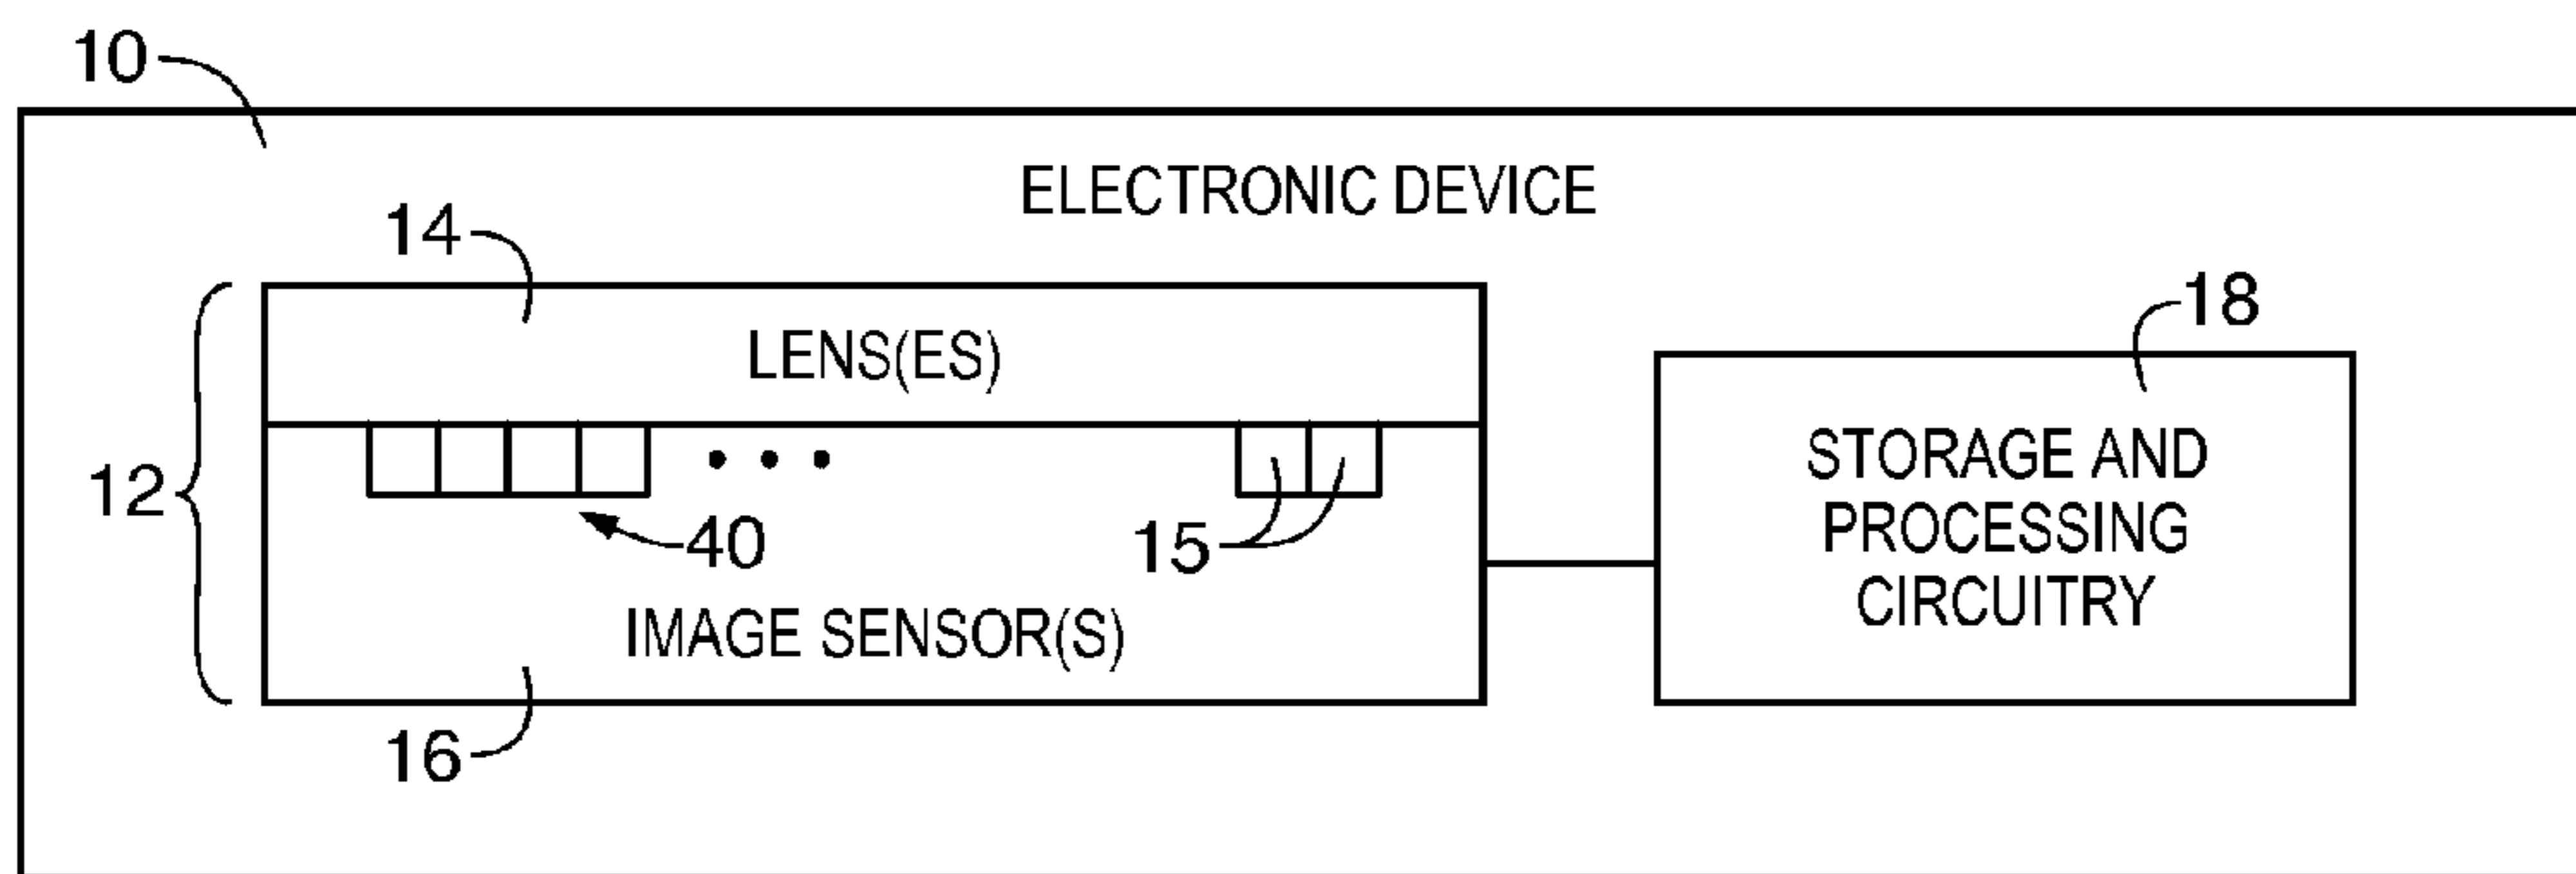 10
ELECTRONIC DEVICE
14
LENS(ES)
18
12
STORAGE AND
PROCESSING
CIRCUITRY
40
15
IMAGE SENSOR(S)
16